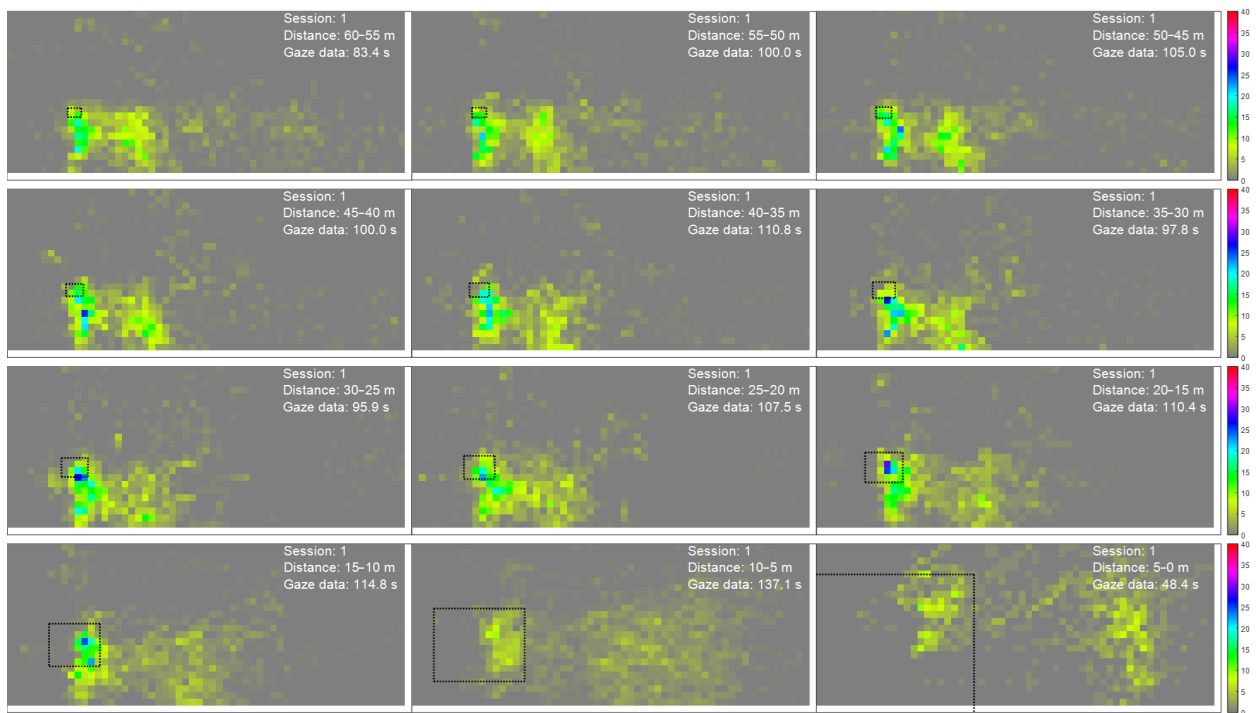 Session: 1
Distance: 60–55 m
Gaze data: 83.4 s
Session: 1
Distance: 55–50 m
Gaze data: 100.0 s
Session: 1
Distance: 50–45 m
Gaze data: 105.0 s
40
35
30
25
20
15
10
5
0
Session: 1
Distance: 45–40 m
Gaze data: 100.0 s
Session: 1
Distance: 40–35 m
Gaze data: 110.8 s
Session: 1
Distance: 35–30 m
Gaze data: 97.8 s
40
35
30
25
20
15
10
5
0
Session: 1
Distance: 30–25 m
Gaze data: 95.9 s
Session: 1
Distance: 25–20 m
Gaze data: 107.5 s
Session: 1
Distance: 20–15 m
Gaze data: 110.4 s
40
35
30
25
20
15
10
5
0
Session: 1
Distance: 15–10 m
Gaze data: 114.8 s
Session: 1
Distance: 10–5 m
Gaze data: 137.1 s
Session: 1
Distance: 5–0 m
Gaze data: 48.4 s
40
35
30
25
20
15
10
5
0